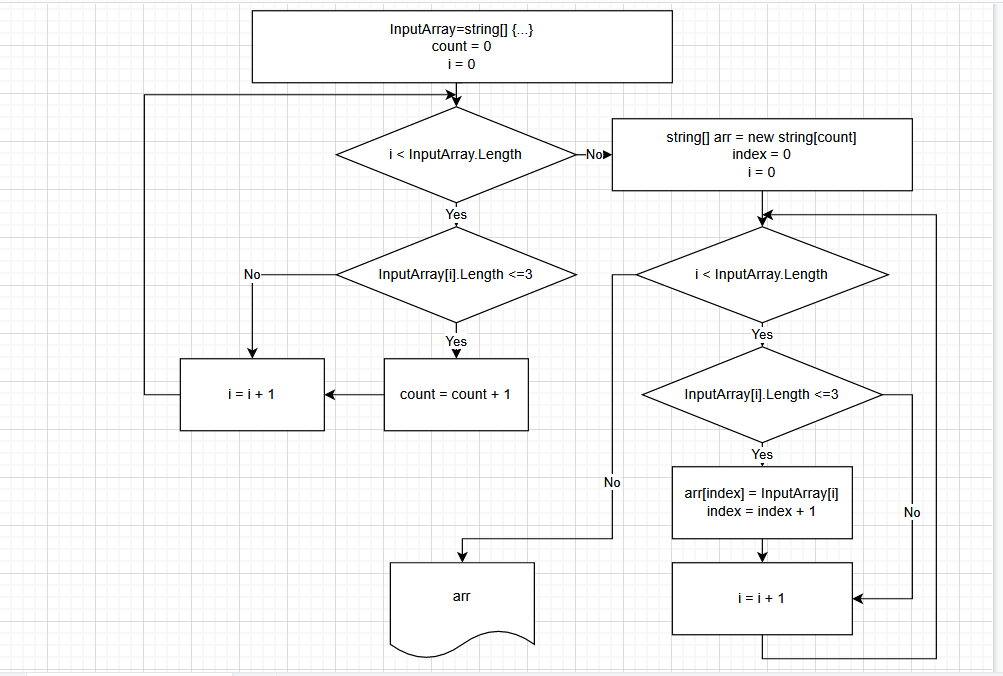 InputArray=string[] {...}
count = 0
i = 0
i < InputArray.Length
No
Yes
InputArray[i].Length <=3
No
Yes
i = i + 1
count = count + 1
string[] arr = new string[count]
index = 0
i = 0
i < InputArray.Length
Yes
No
InputArray[i].Length <=3
Yes
No
arr[index] = InputArray[i]
index = index + 1
i = i + 1
arr